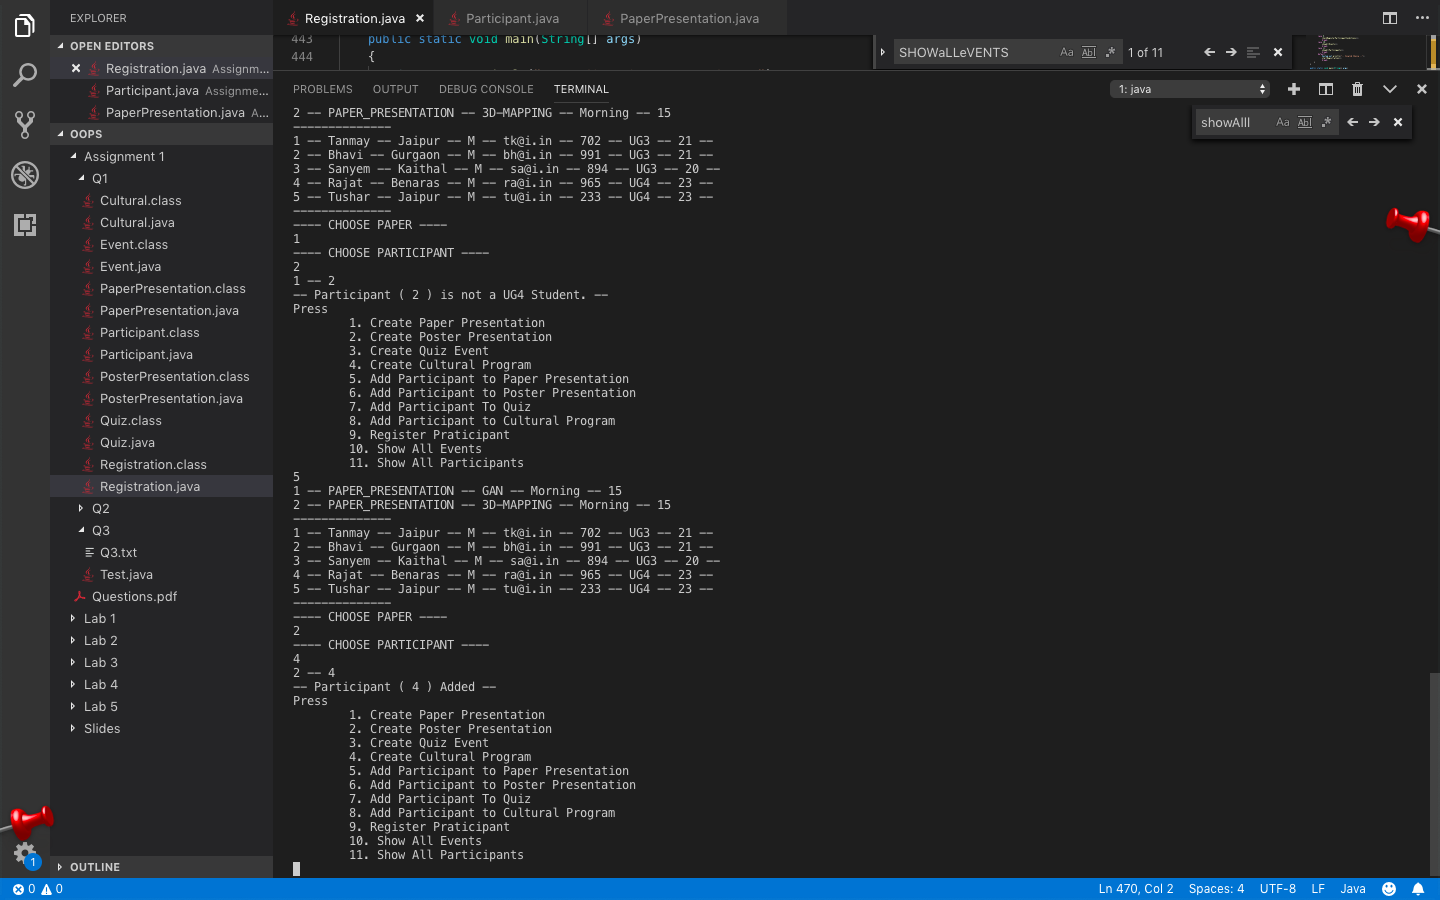 EXPLORER
OPEN EDITORS
Registration.java Assignm...
Participant.java Assignme...
PaperPresentation.java A...
OOPS
Assignment 1
Q1
Cultural.class
Cultural.java
Event.class
Event.java
PaperPresentation.class
PaperPresentation.java
Participant.class
Participant.java
PosterPresentation.class
PosterPresentation.java
Quiz.class
Quiz.java
Registration.class
Registration.java
Q2
Q3
Q3.txt
Test.java
Questions.pdf
Lab 1
Lab 2
Lab 3
Lab 4
Lab 5
Slides
OUTLINE
1
Registration.java
Participant.java
PaperPresentation.java
443 public static void main(String[] args)
444 {
SHOWaLLeVENTS Aa Abl .* 1 of 11
PROBLEMS OUTPUT DEBUG CONSOLE TERMINAL
1: java
showAlll Aa Abl .*
2 -- PAPER_PRESENTATION -- 3D-MAPPING -- Morning -- 15
--------------
1 -- Tanmay -- Jaipur -- M -- tk@i.in -- 702 -- UG3 -- 21 --
2 -- Bhavi -- Gurgaon -- M -- bh@i.in -- 991 -- UG3 -- 21 --
3 -- Sanyem -- Kaithal -- M -- sa@i.in -- 894 -- UG3 -- 20 --
4 -- Rajat -- Benaras -- M -- ra@i.in -- 965 -- UG4 -- 23 --
5 -- Tushar -- Jaipur -- M -- tu@i.in -- 233 -- UG4 -- 23 --
--------------
---- CHOOSE PAPER ----
1
---- CHOOSE PARTICIPANT ----
2
1 -- 2
-- Participant ( 2 ) is not a UG4 Student. --
Press
1. Create Paper Presentation
2. Create Poster Presentation
3. Create Quiz Event
4. Create Cultural Program
5. Add Participant to Paper Presentation
6. Add Participant to Poster Presentation
7. Add Participant To Quiz
8. Add Participant to Cultural Program
9. Register Praticipant
10. Show All Events
11. Show All Participants
5
1 -- PAPER_PRESENTATION -- GAN -- Morning -- 15
2 -- PAPER_PRESENTATION -- 3D-MAPPING -- Morning -- 15
--------------
1 -- Tanmay -- Jaipur -- M -- tk@i.in -- 702 -- UG3 -- 21 --
2 -- Bhavi -- Gurgaon -- M -- bh@i.in -- 991 -- UG3 -- 21 --
3 -- Sanyem -- Kaithal -- M -- sa@i.in -- 894 -- UG3 -- 20 --
4 -- Rajat -- Benaras -- M -- ra@i.in -- 965 -- UG4 -- 23 --
5 -- Tushar -- Jaipur -- M -- tu@i.in -- 233 -- UG4 -- 23 --
--------------
---- CHOOSE PAPER ----
2
---- CHOOSE PARTICIPANT ----
4
2 -- 4
-- Participant ( 4 ) Added --
Press
1. Create Paper Presentation
2. Create Poster Presentation
3. Create Quiz Event
4. Create Cultural Program
5. Add Participant to Paper Presentation
6. Add Participant to Poster Presentation
7. Add Participant To Quiz
8. Add Participant to Cultural Program
9. Register Praticipant
10. Show All Events
11. Show All Participants
0 0 Ln 470, Col 2 Spaces: 4 UTF-8 LF Java